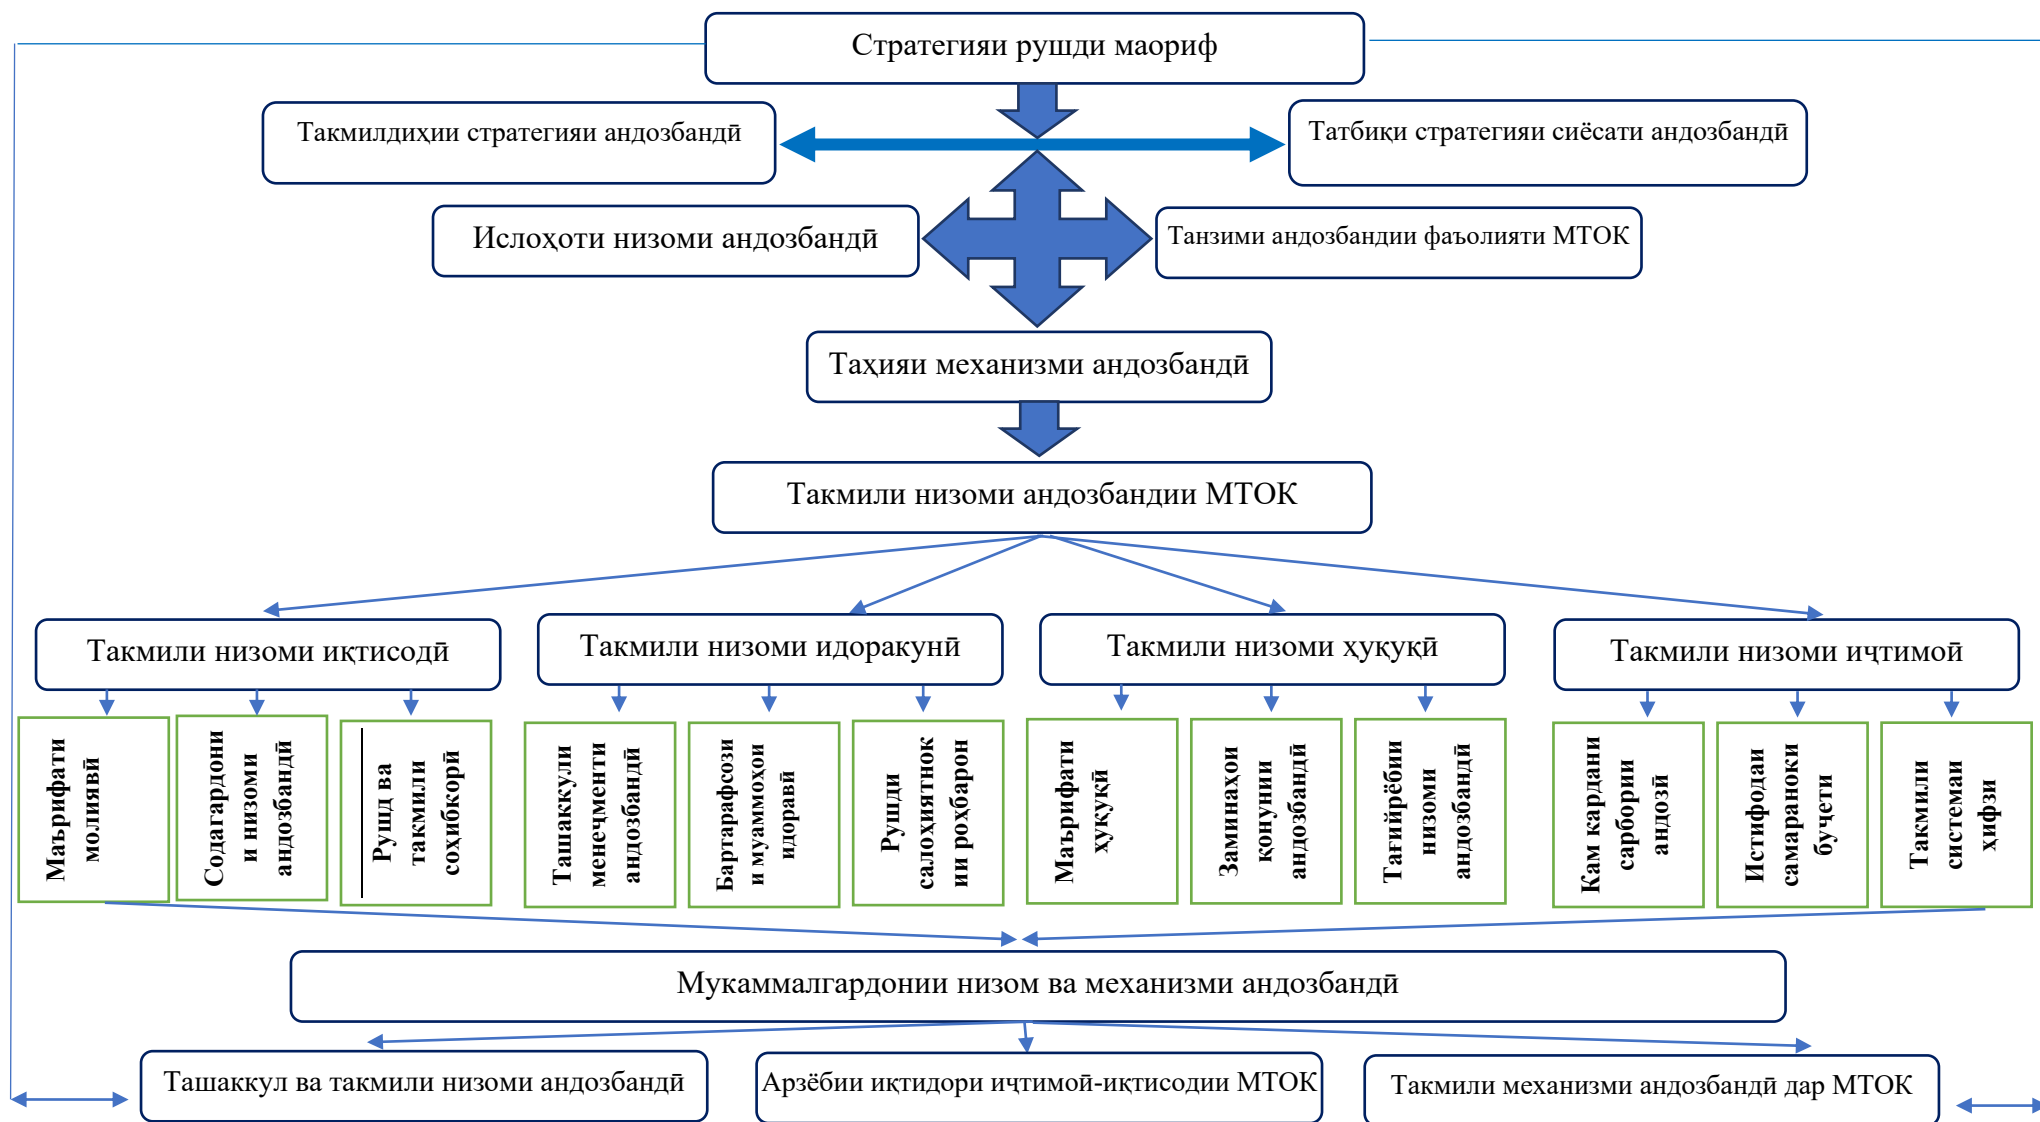 Стратегияи рушди маориф
Такмилдиҳии стратегияи андозбандӣ
Татбиқи стратегияи сиёсати андозбандӣ
Ислоҳоти низоми андозбандӣ
Танзими андозбандии фаъолияти МТОК
Таҳияи механизми андозбандӣ
Такмили низоми андозбандии МТОК
Такмили низоми иқтисодӣ
Такмили низоми идоракунӣ
Такмили низоми ҳуқуқӣ
Такмили низоми иҷтимоӣ
Маърифати
молиявӣ
Содагардони
и низоми
андозбандӣ
Рушд ва
такмили
соҳибкорӣ
Ташаккули
менеҷменти
андозбандӣ
Бартарафсози
и муаммоҳои
идоравӣ
Рушди
салоҳиятнок
ии роҳбарон
Маърифати
ҳуқуқӣ
Заминаҳои
қонунии
андозбандӣ
Тағийрёбии
низоми
андозбандӣ
Кам кардани
сарбории
андозӣ
Истифодаи
самараноки
буҷети
Такмили
системаи
ҳифзи
Мукаммалгардонии низом ва механизми андозбандӣ
Ташаккул ва такмили низоми андозбандӣ
Арзёбии иқтидори иҷтимоӣ-иқтисодии МТОК
Такмили механизми андозбандӣ дар МТОК